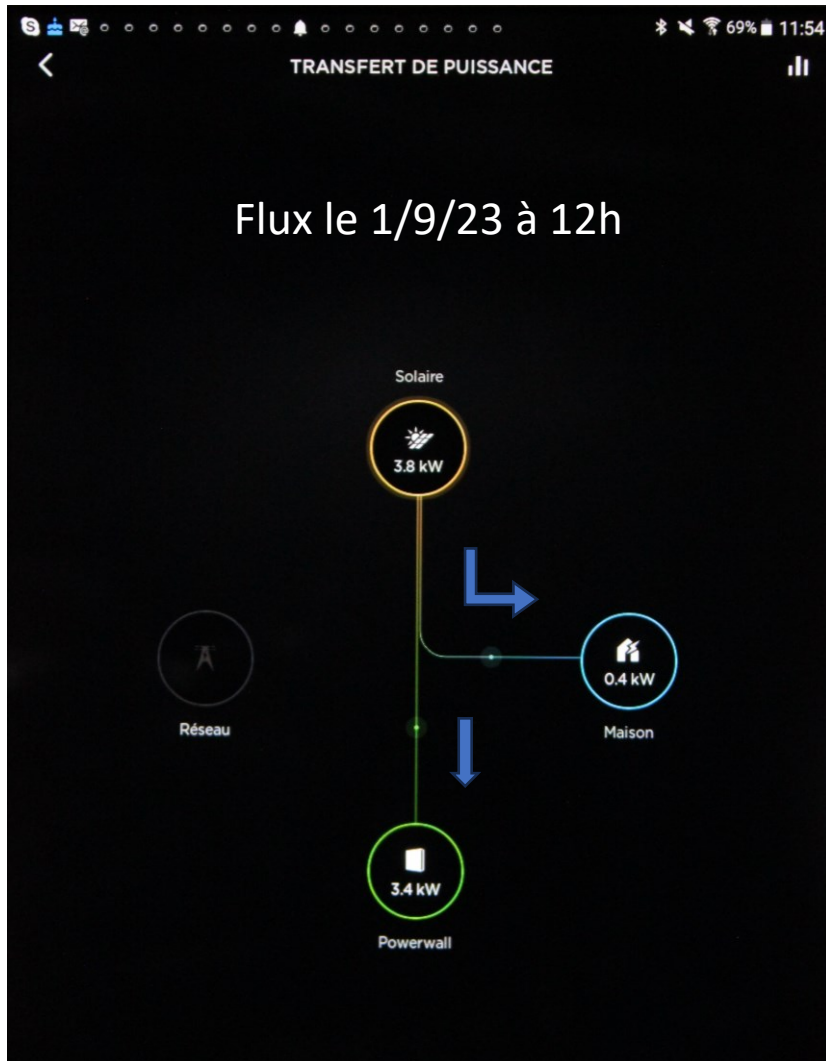 S
69% 11:54
TRANSFERT DE PUISSANCE
Flux le 1/9/23 à 12h
Solaire
3.8 kW
0.4 kW
Réseau
Maison
3.4 kW
Powerwall